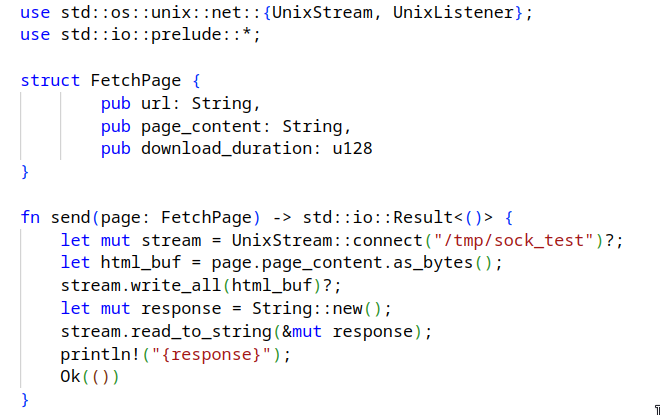 use std::os::unix::net::{UnixStream, UnixListener};
use std::io::prelude::*;

struct FetchPage {
        pub url: String,
        pub page_content: String,
        pub download_duration: u128
}

fn send(page: FetchPage) -> std::io::Result<()> {
    let mut stream = UnixStream::connect("/tmp/sock_test")?;
    let html_buf = page.page_content.as_bytes();
    stream.write_all(html_buf)?;
    let mut response = String::new();
    stream.read_to_string(&mut response);
    println!("{response}");
    Ok(())
}